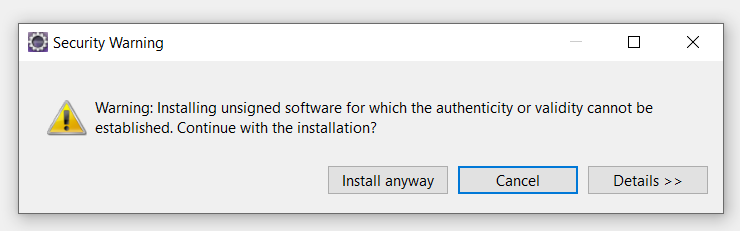 Security Warning
Warning: Installing unsigned software for which the authenticity or validity cannot be
established. Continue with the installation?
Install anyway
Cancel
Details >>